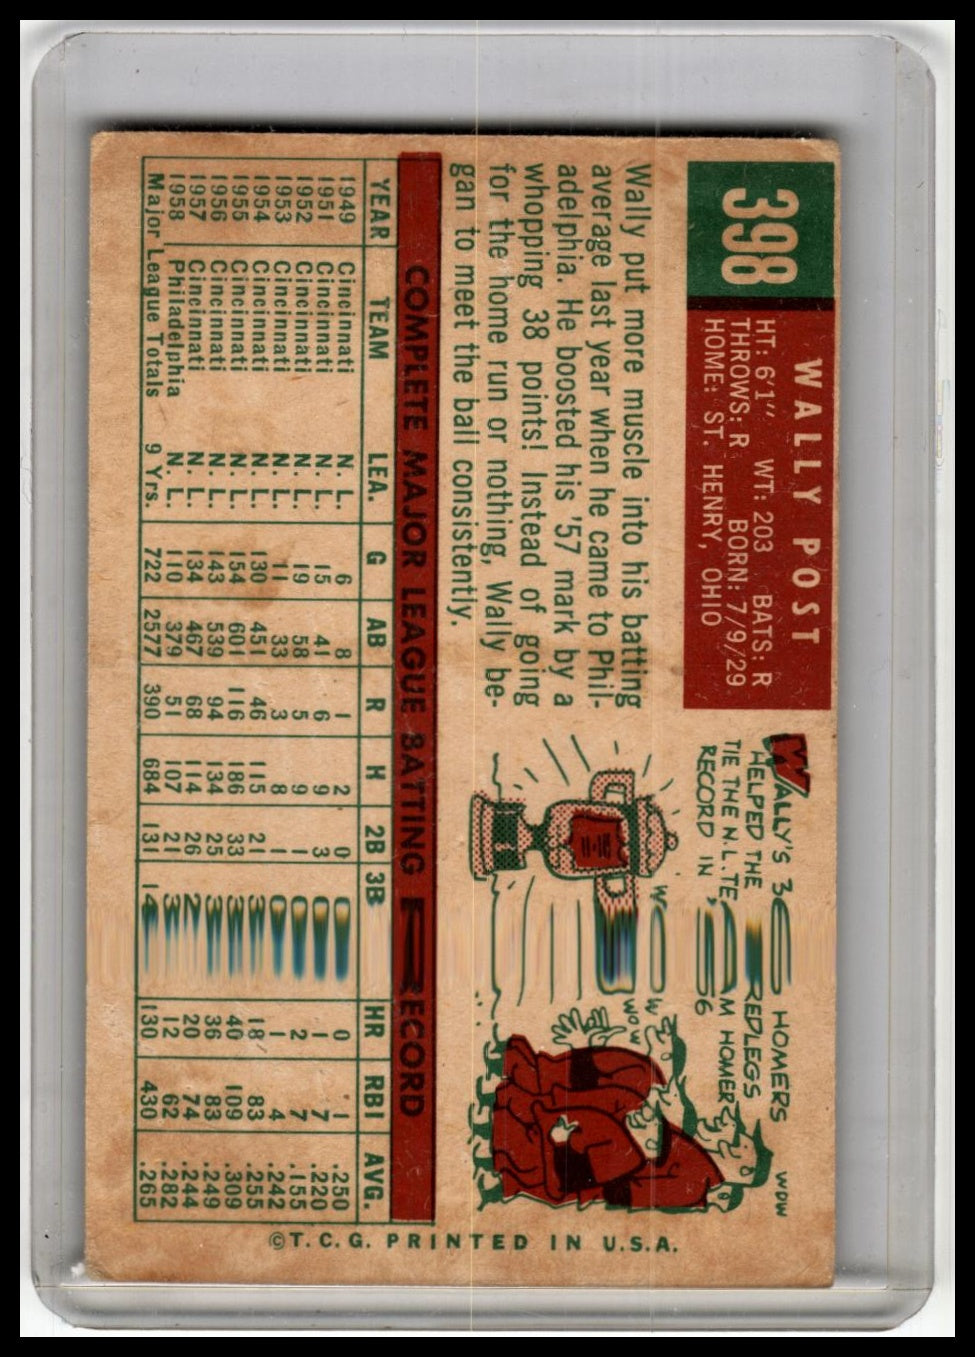 398
WALLY POST
HT: 6'1" WT: 203 BATS: R
THROWS: R BORN: 7/9/29
HOME: ST. HENRY, OHIO
Wally put more muscle into his batting
average last year when he came to Phil-
adelphia. He boosted his '57 mark by a
whopping 38 points! Instead of going
for the home run or nothing, Wally be-
gan to meet the ball consistently.
WALLY'S HOMERS
HELPED THE REDLEGS
TIE THE N.L. TEAM HOMER
RECORD IN '56
WOW
WOW
COMPLETE MAJOR LEAGUE BATTING RECORD
YEAR TEAM LEA. G AB R H 2B 3B HR RBI AVG.
1949 Cincinnati N. L. 6 8 1 2 0 0 1 .250
1951 Cincinnati N. L. 15 41 6 9 3 1 7 .220
1952 Cincinnati N. L. 19 58 5 9 1 2 7 .155
1953 Cincinnati N. L. 11 33 3 8 1 1 4 .242
1954 Cincinnati N. L. 130 451 46 115 21 18 83 .255
1955 Cincinnati N. L. 154 601 116 186 33 40 109 .309
1956 Cincinnati N. L. 143 539 94 134 25 36 83 .249
1957 Cincinnati N. L. 134 467 68 114 26 20 74 .244
1958 Philadelphia N. L. 110 379 51 107 21 12 62 .282
Major League Totals 9 Yrs. 722 2577 390 684 131 130 430 .265
©T. C. G. PRINTED IN U.S.A.